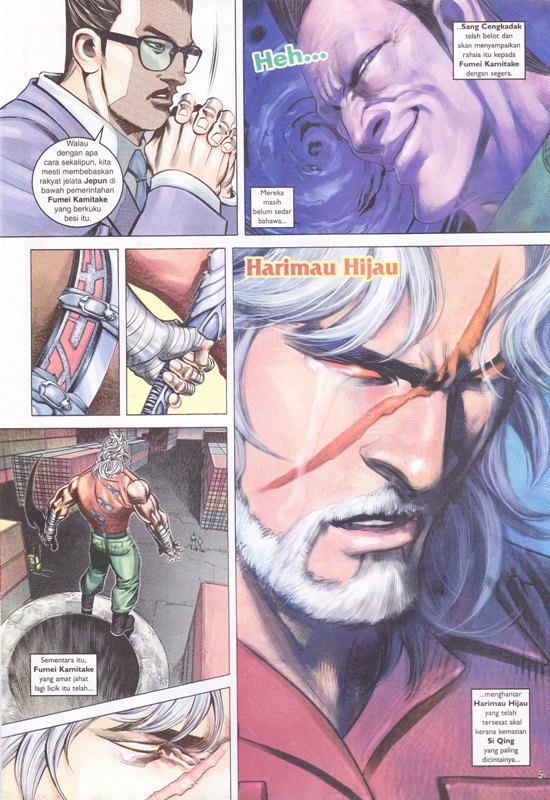 Walau
dengan apa
cara sekalipun, kita
mesti membebaskan
rakyat jelata Jepun di
bawah pemerintahan
Fumei Kamitake
yang berkuku
besi itu.
Heh...
...Sang Cengkadak
telah belot dan
akan menyampaikan
rahsia itu kepada
Fumei Kamitake
dengan segera.
Mereka
masih
belum sedar
bahawa...
Harimau Hijau
Sementara itu,
Fumei Kamitake
yang amat jahat
lagi licik itu telah...
...menghantar
Harimau Hijau
yang telah
tersesat akal
kerana kematian
Si Qing
yang paling
dicintainya...
5